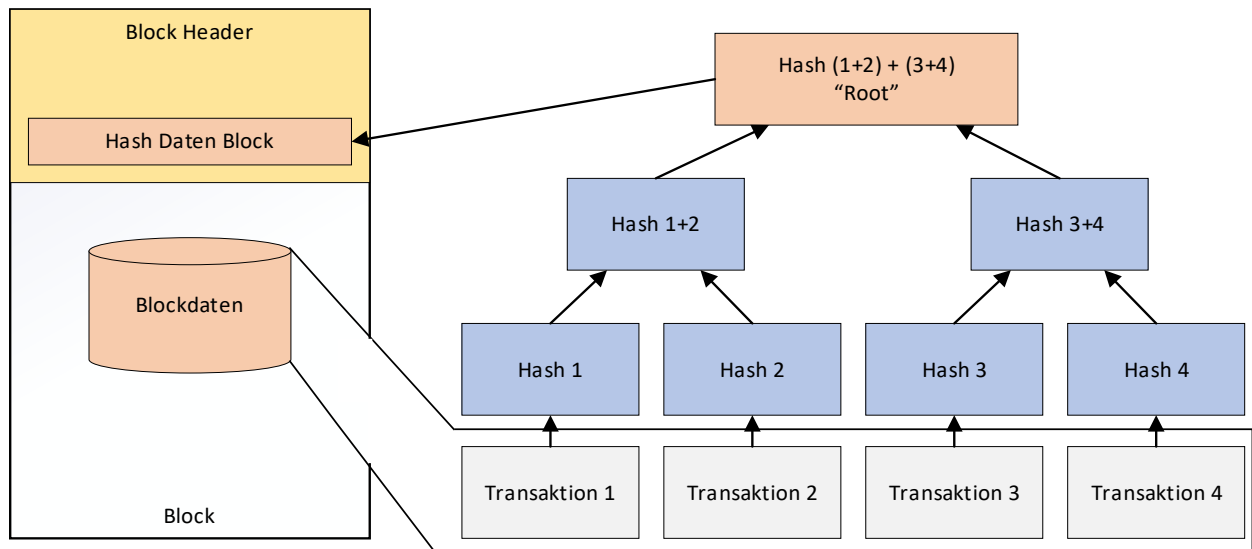 Block Header
Hash Daten Block
Blockdaten
Block
Hash (1+2) + (3+4)
“Root”
Hash 1+2
Hash 3+4
Hash 1
Hash 2
Hash 3
Hash 4
Transaktion 1
Transaktion 2
Transaktion 3
Transaktion 4